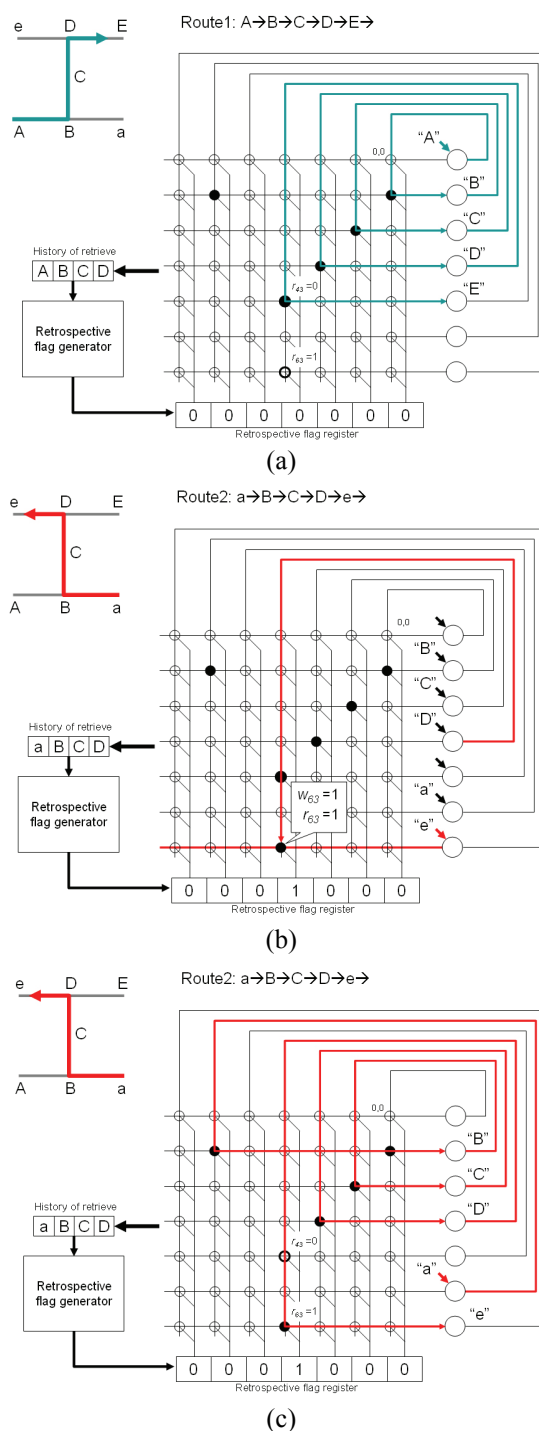 Route1: A→B→C→D→E→
e D E
C
A B a
0,0
"A"
"B"
"C"
"D"
"E"
History of retrieve
A B C D
r43=0
Retrospective
flag generator
r63=1
0 0 0 0 0 0 0
Retrospective flag register
(a)
Route2: a→B→C→D→e→
e D E
C
A B a
0,0
"B"
"C"
"D"
"a"
"e"
History of retrieve
a B C D
w63=1
r63=1
Retrospective
flag generator
0 0 0 1 0 0 0
Retrospective flag register
(b)
Route2: a→B→C→D→e→
e D E
C
A B a
0,0
"B"
"C"
"D"
History of retrieve
a B C D
r43=0
"a"
Retrospective
flag generator
r63=1
"e"
0 0 0 1 0 0 0
Retrospective flag register
(c)